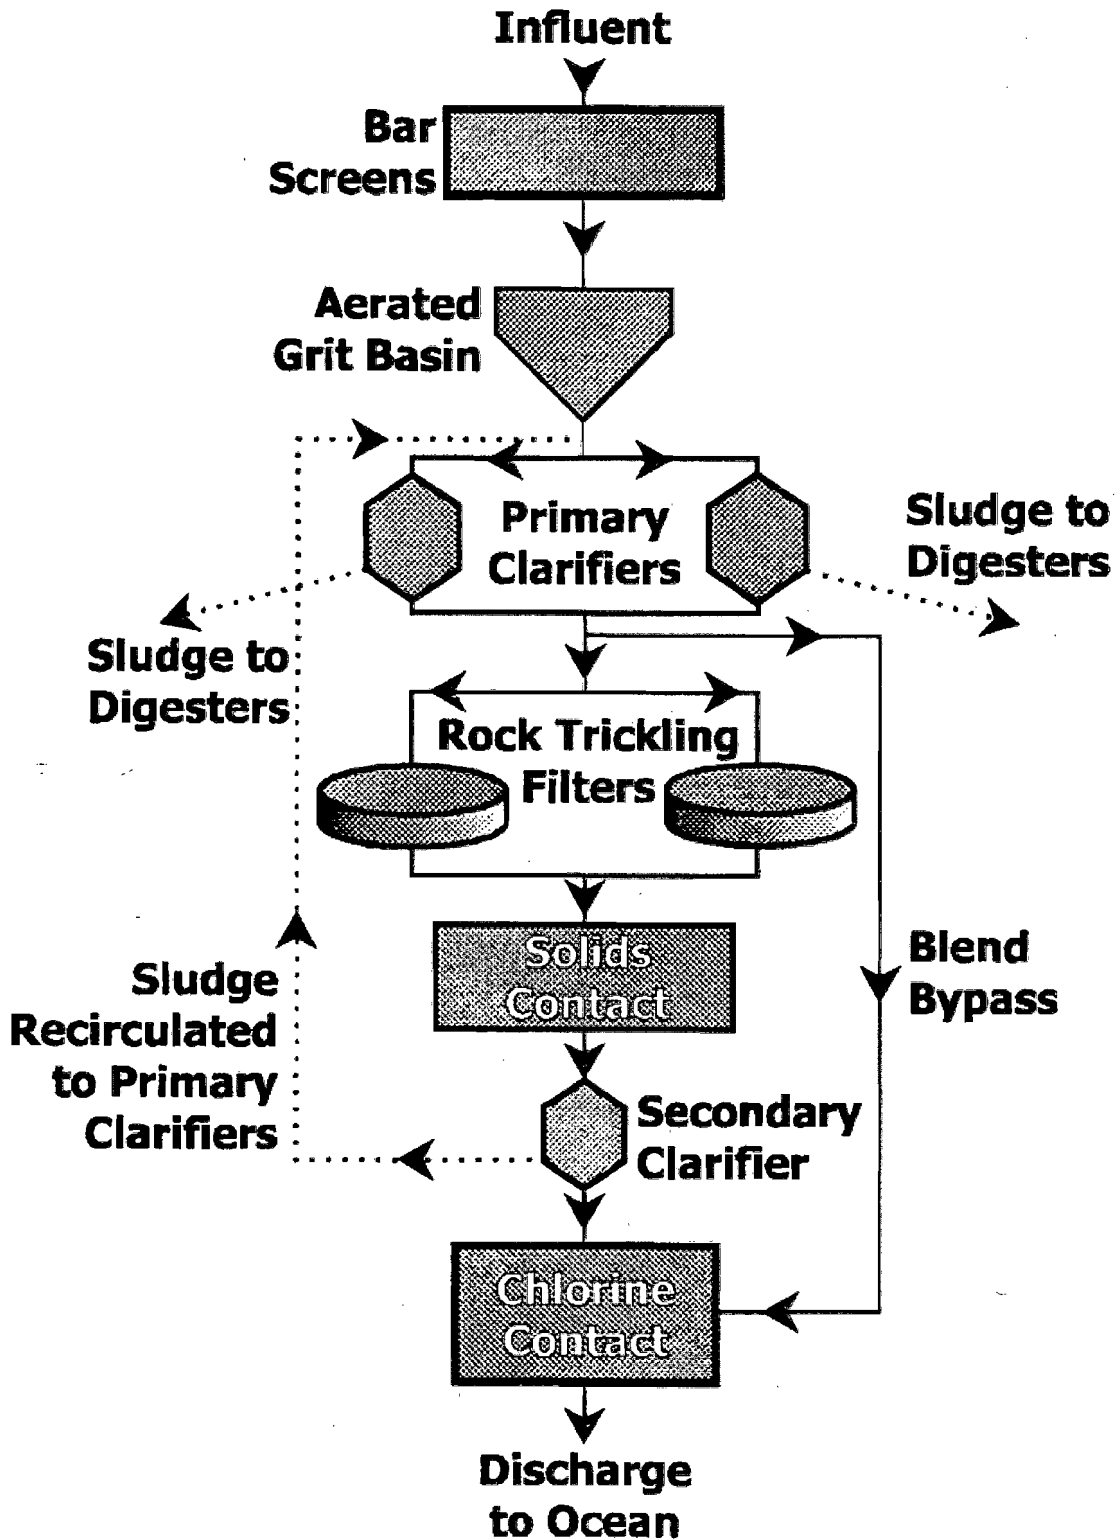 Influent
Bar
Screens
Aerated
Grit Basin
Primary
Clarifiers
Sludge to
Digesters
Sludge to
Digesters
Rock Trickling
Filters
Solids
Contact
Blend
Bypass
Sludge
Recirculated
to Primary
Clarifiers
Secondary
Clarifier
Chlorine
Contact
Discharge
to Ocean